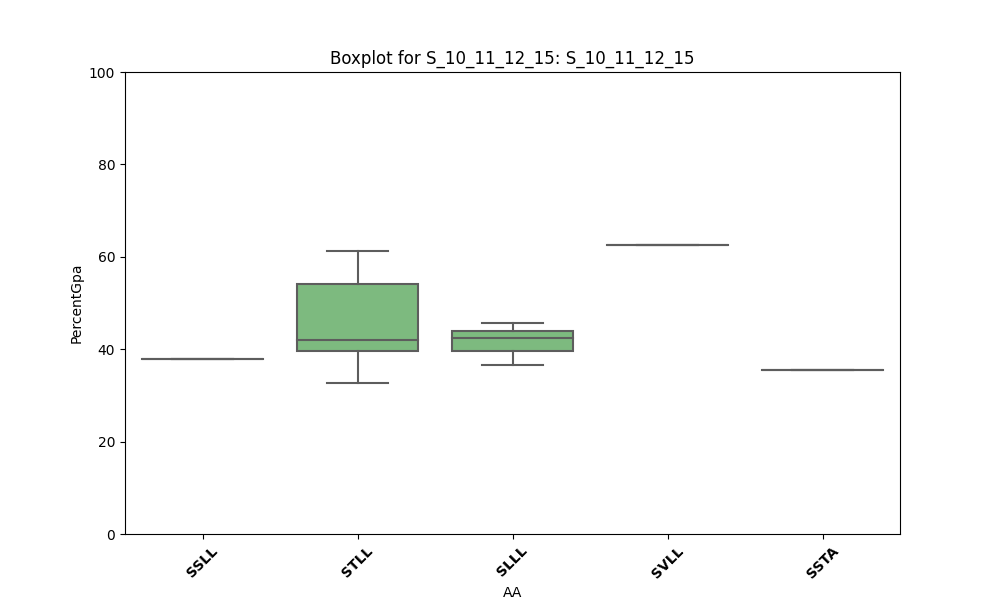 Boxplot for S_10_11_12_15: S_10_11_12_15
100
80
60
40
20
0
PercentGpa
SSLL
STLL
SLLL
SVLL
SSTA
AA